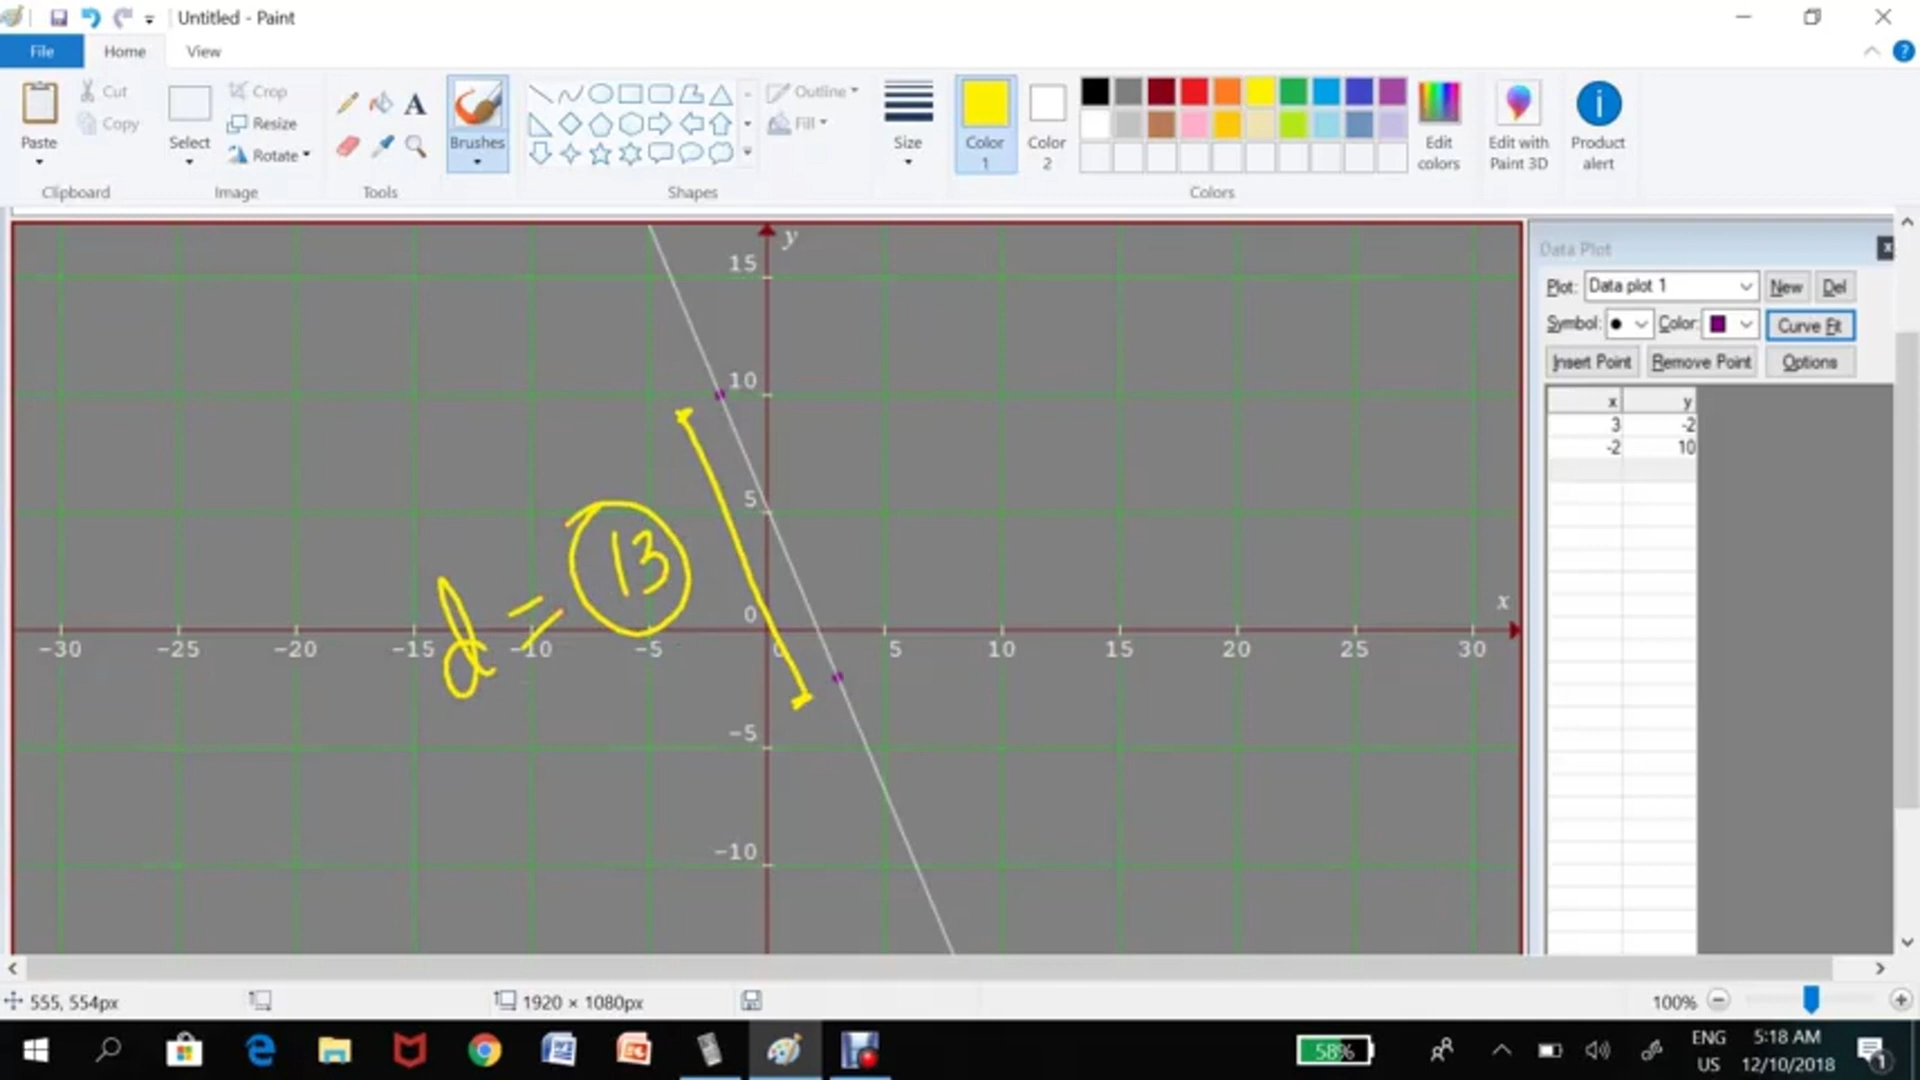 Untitled - Paint
File Home View
Paste Cut Copy Select Crop Resize Rotate A Brushes Outline Fill Size Color 1 Color 2 Edit colors Edit with Paint 3D Product alert
Clipboard Image Tools Shapes Colors
y
15
10
5
0
-5
-10
x
-30 -25 -20 -15 -10 -5 0 5 10 15 20 25 30
d = 13
Data Plot x
Plot: Data plot 1 New Del
Symbol: Color: Curve Fit
Insert Point Remove Point Options
x y
3 -2
-2 10
555, 554px 1920 × 1080px 100%
58% ENG US 5:18 AM 12/10/2018 1